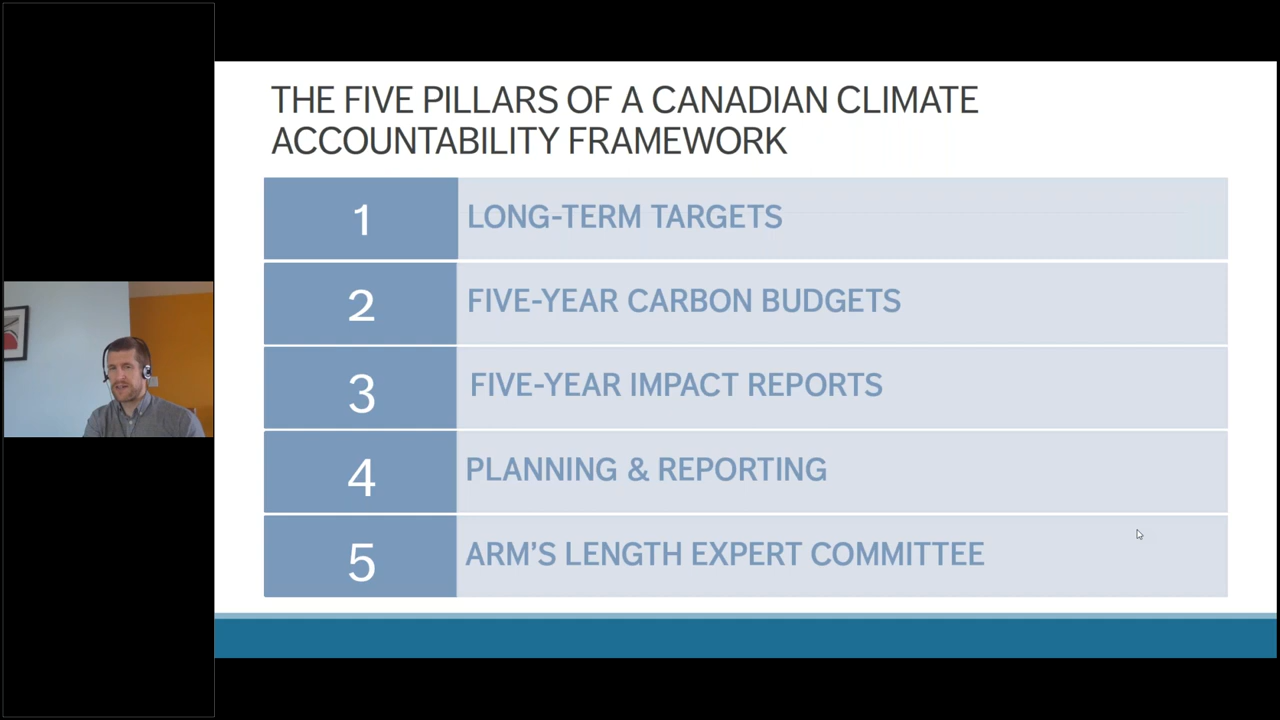 THE FIVE PILLARS OF A CANADIAN CLIMATE
ACCOUNTABILITY FRAMEWORK
1 LONG-TERM TARGETS
2 FIVE-YEAR CARBON BUDGETS
3 FIVE-YEAR IMPACT REPORTS
4 PLANNING & REPORTING
5 ARM'S LENGTH EXPERT COMMITTEE